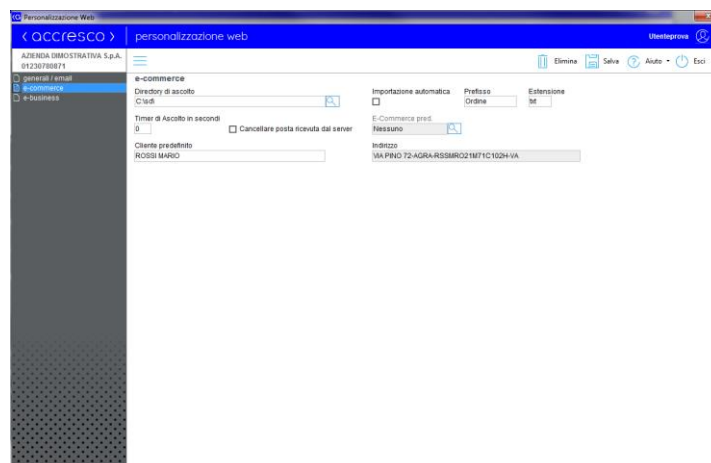 Personalizzazione Web
‹ accresco › personalizzazione web Utenteprova
AZIENDA DIMOSTRATIVA S.p.A.
01230788871
Elimina Salva Aiuto Esci
generali / email
e-commerce
e-business
e-commerce
Directory di ascolto Importazione automatica Prefisso Estensione
C:\sdi\ Ordine txt
Timer di Ascolto in secondi E-Commerce pred.
0 Cancellare posta ricevuta dal server Nessuno
Cliente predefinito Indirizzo
ROSSI MARIO VIA PINO 72-AGRA-RSSMRO21M71C102H-VA